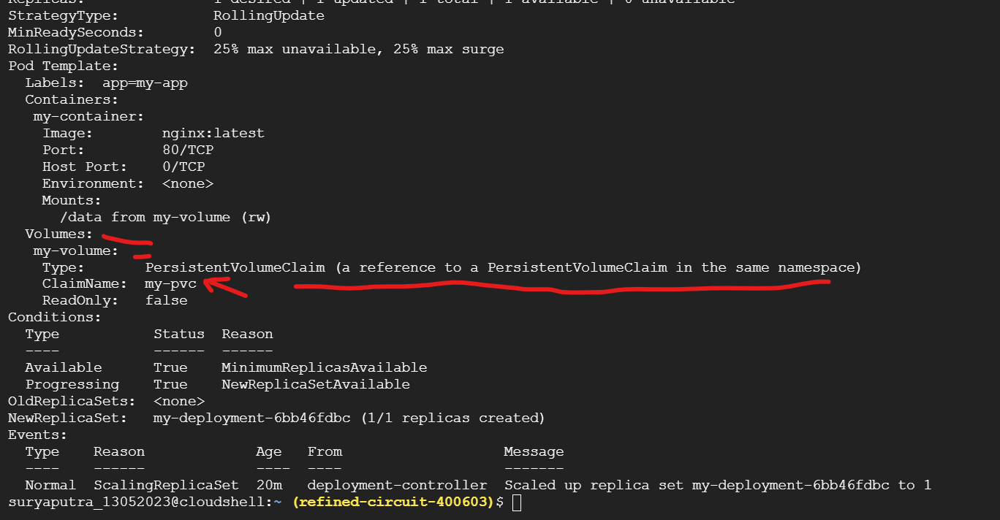 Replicas: 1 desired | 1 updated | 1 total | 1 available | 0 unavailable
StrategyType: RollingUpdate
MinReadySeconds: 0
RollingUpdateStrategy: 25% max unavailable, 25% max surge
Pod Template:
Labels: app=my-app
Containers:
my-container:
Image: nginx:latest
Port: 80/TCP
Host Port: 0/TCP
Environment: <none>
Mounts:
/data from my-volume (rw)
Volumes:
my-volume:
Type: PersistentVolumeClaim (a reference to a PersistentVolumeClaim in the same namespace)
ClaimName: my-pvc
ReadOnly: false
Conditions:
Type Status Reason
---- ------ ------
Available True MinimumReplicasAvailable
Progressing True NewReplicaSetAvailable
OldReplicaSets: <none>
NewReplicaSet: my-deployment-6bb46fdbc (1/1 replicas created)
Events:
Type Reason Age From Message
---- ------ ---- ---- -------
Normal ScalingReplicaSet 20m deployment-controller Scaled up replica set my-deployment-6bb46fdbc to 1
suryaputra_13052023@cloudshell:~ (refined-circuit-400603)$